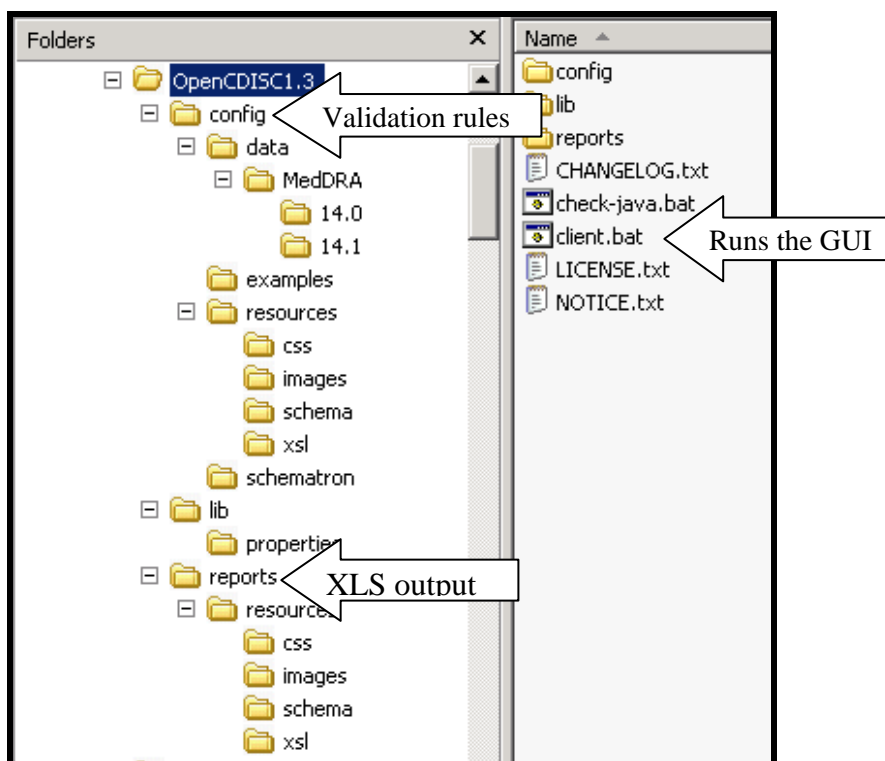 Folders
OpenCDISC1.3
config
Validation rules
data
MedDRA
14.0
14.1
examples
resources
css
images
schema
xsl
schematron
lib
properties
reports
XLS output
resources
css
images
schema
xsl
Name
config
lib
reports
CHANGELOG.txt
check-java.bat
client.bat
Runs the GUI
LICENSE.txt
NOTICE.txt